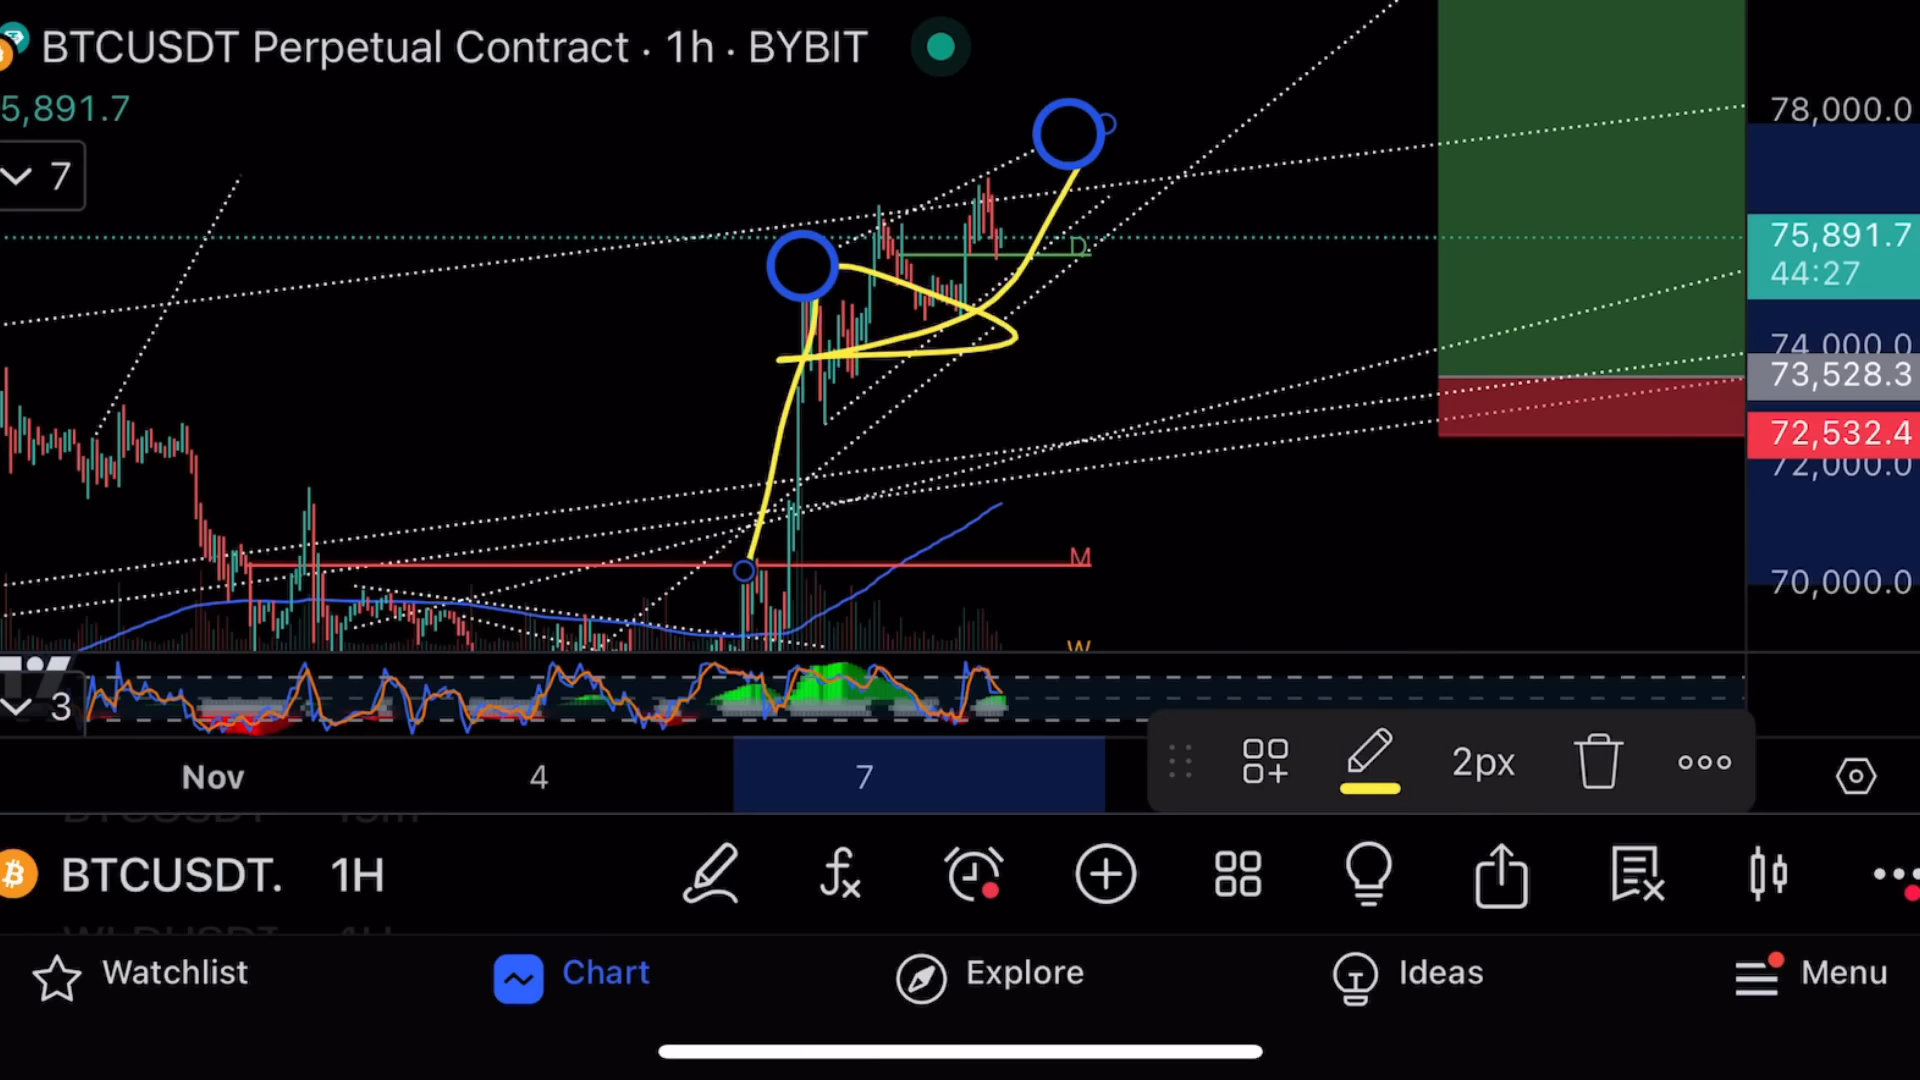 BTCUSDT Perpetual Contract · 1h · BYBIT
5,891.7
7
78,000.0
75,891.7
44:27
74,000.0
73,528.3
72,532.4
72,000.0
70,000.0
D
M
W
3
Nov 4 7
2px
BTCUSDT. 1H
Watchlist Chart Explore Ideas Menu